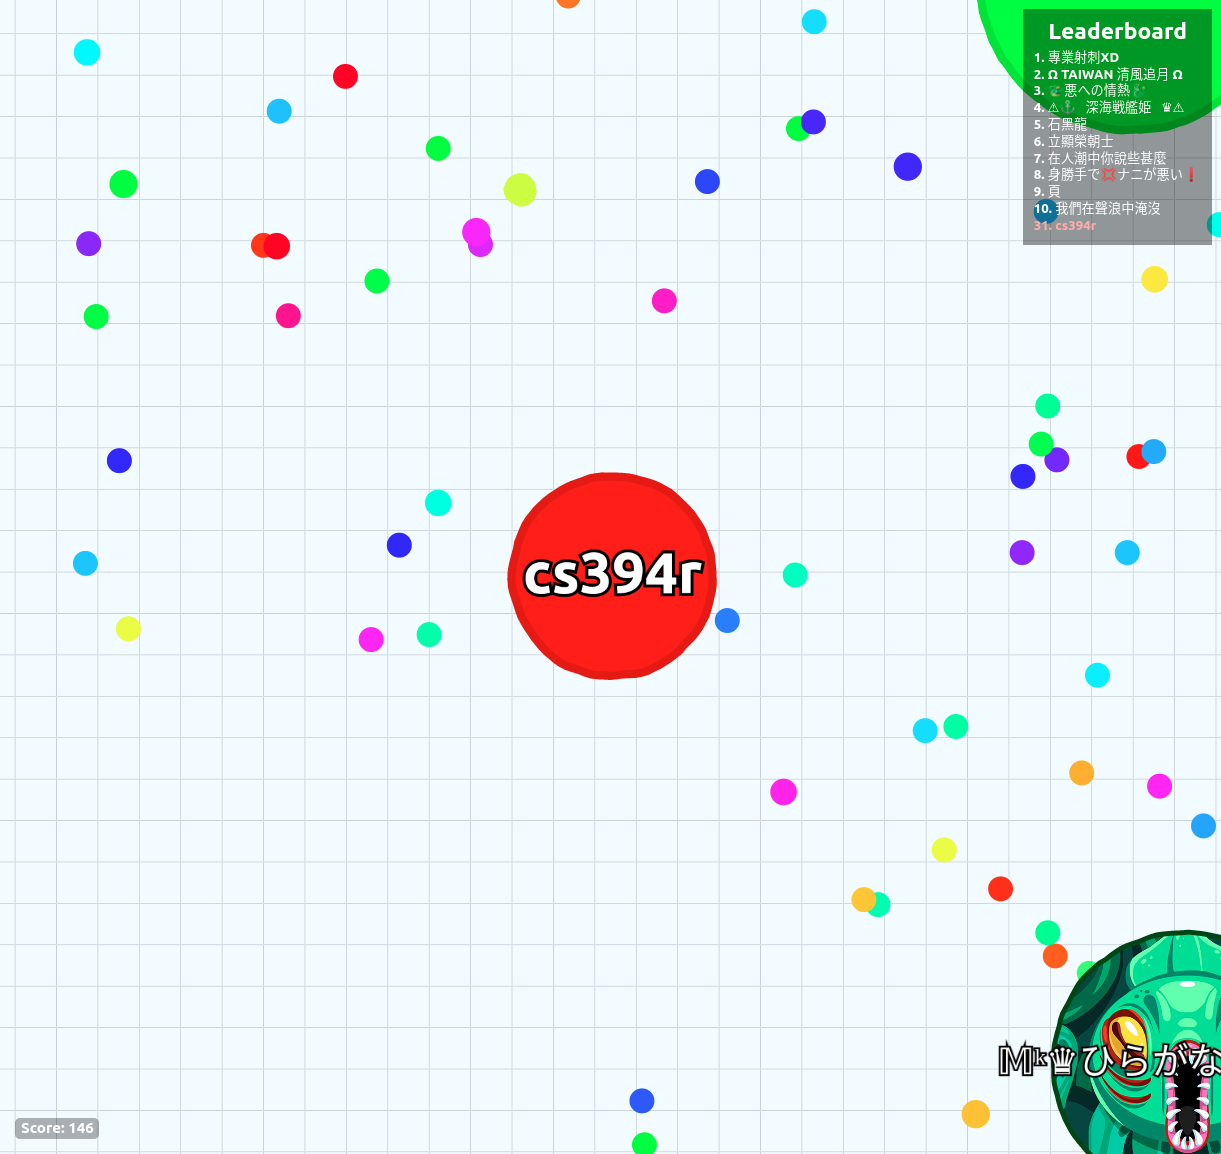 Leaderboard
1. 專業射刺XD
2. Ω TAIWAN 清風追月 Ω
3. 悪への情熱
4. ⚠⚓ 深海戦艦姫 ♛⚠
5. 石黑龍
6. 立顯榮朝士
7. 在人潮中你說些甚麼
8. 身勝手で💢ナニが悪い❗
9. 頁
10. 我們在聲浪中淹沒
31. cs394r
cs394r
𝕄ᵏ♛ひらがな
Score: 146